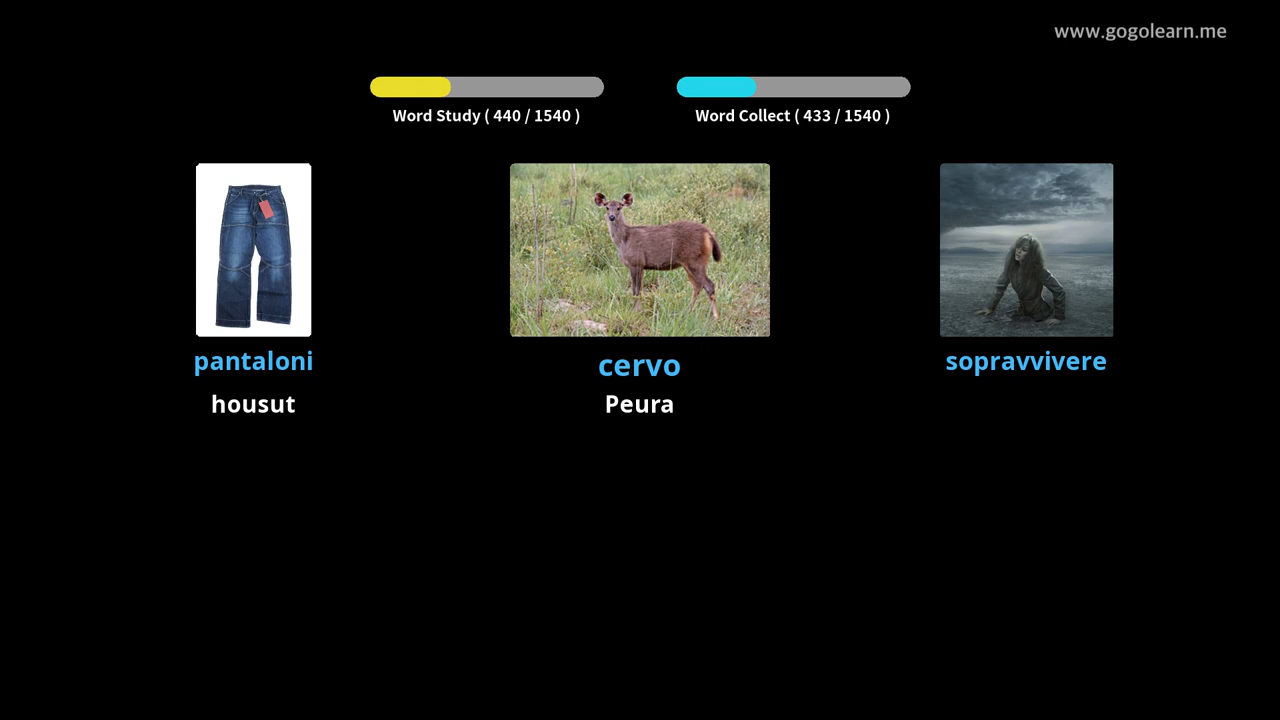 www.gogolearn.me
Word Study ( 440 / 1540 )
Word Collect ( 433 / 1540 )
pantaloni
cervo
sopravvivere
housut
Peura